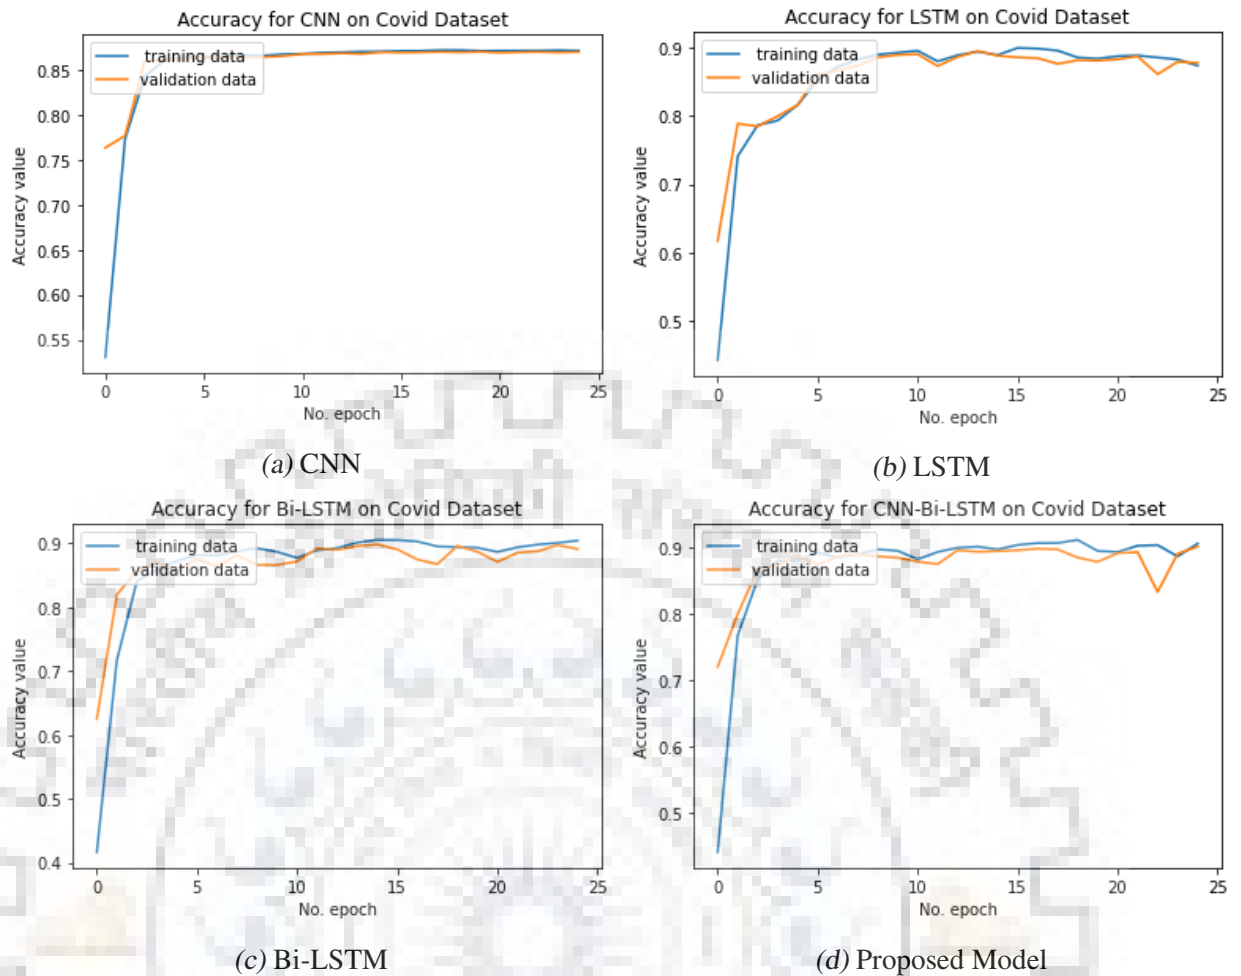 Accuracy for CNN on Covid Dataset
training data
validation data
Accuracy value
0.85
0.80
0.75
0.70
0.65
0.60
0.55
0 5 10 15 20 25
No. epoch
(a) CNN
Accuracy for LSTM on Covid Dataset
training data
validation data
Accuracy value
0.9
0.8
0.7
0.6
0.5
0 5 10 15 20 25
No. epoch
(b) LSTM
Accuracy for Bi-LSTM on Covid Dataset
training data
validation data
Accuracy value
0.9
0.8
0.7
0.6
0.5
0.4
0 5 10 15 20 25
No. epoch
(c) Bi-LSTM
Accuracy for CNN-Bi-LSTM on Covid Dataset
training data
validation data
Accuracy value
0.9
0.8
0.7
0.6
0.5
0 5 10 15 20 25
No. epoch
(d) Proposed Model